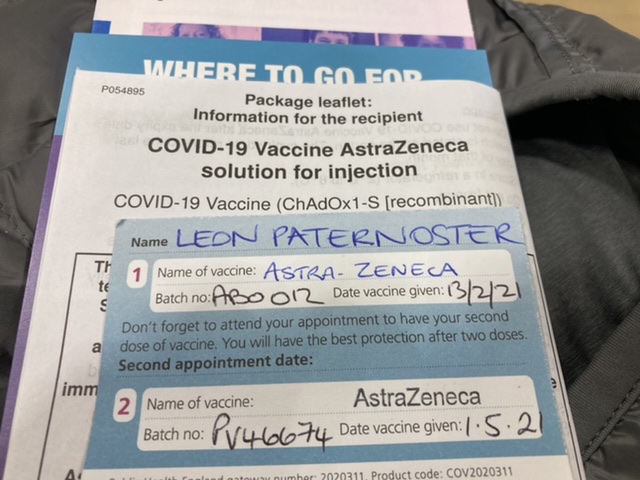 WHERE TO GO FOR
P054895
Package leaflet:
Information for the recipient
COVID-19 Vaccine AstraZeneca
solution for injection
COVID-19 Vaccine (ChAdOx1-S [recombinant])
Name LEON PATERNOSTER
1 Name of vaccine: ASTRA-ZENECA
Batch no: AB0012 Date vaccine given: 13/2/21
Don't forget to attend your appointment to have your second
dose of vaccine. You will have the best protection after two doses.
Second appointment date:
2 Name of vaccine: AstraZeneca
Batch no: PV46674 Date vaccine given: 1.5.21
Public Health England gateway number: 2020311. Product code: COV2020311